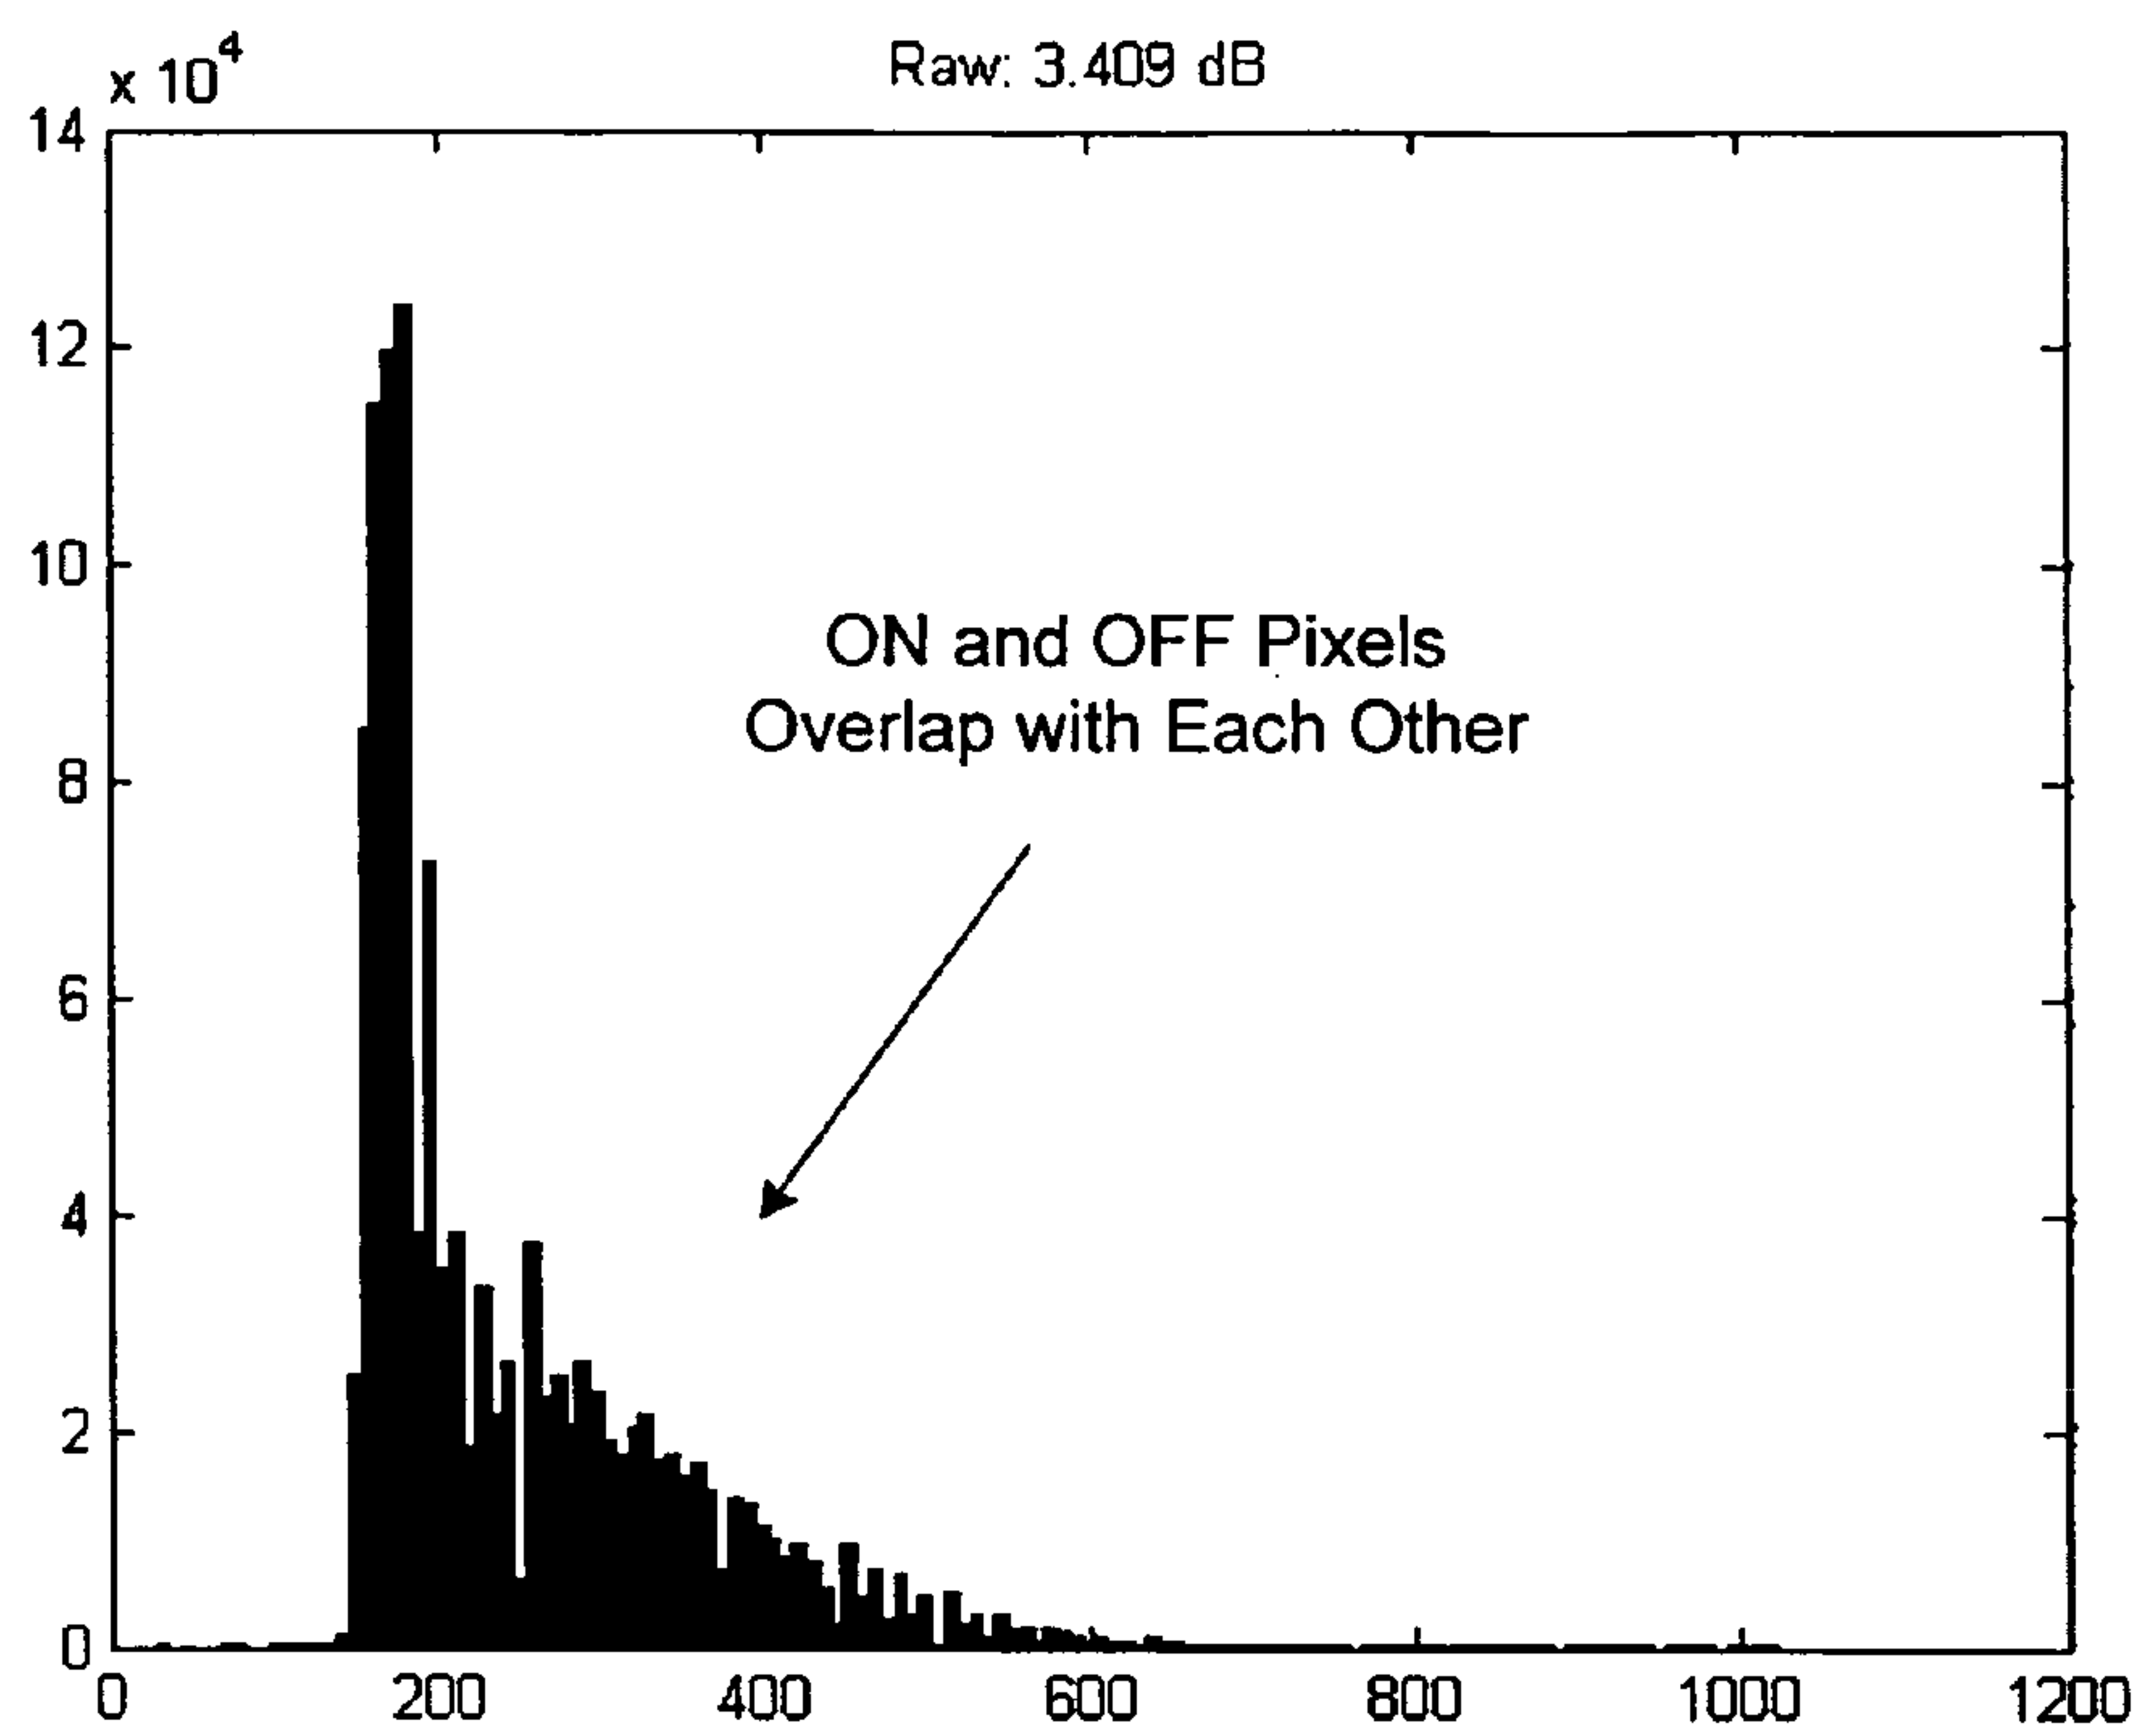 x 10^4
Raw: 3.409 dB
14
12
10
8
6
4
2
0
ON and OFF Pixels
Overlap with Each Other
0 200 400 600 800 1000 1200